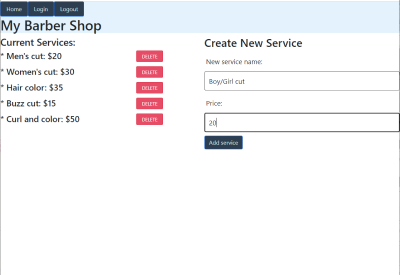 Home Login Logout
My Barber Shop
Current Services:
* Men's cut: $20 DELETE
* Women's cut: $30 DELETE
* Hair color: $35 DELETE
* Buzz cut: $15 DELETE
* Curl and color: $50 DELETE
Create New Service
New service name:
Boy/Girl cut
Price:
20
Add service